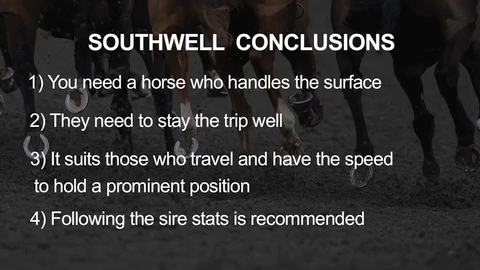 SOUTHWELL CONCLUSIONS
1) You need a horse who handles the surface
2) They need to stay the trip well
3) It suits those who travel and have the speed
to hold a prominent position
4) Following the sire stats is recommended